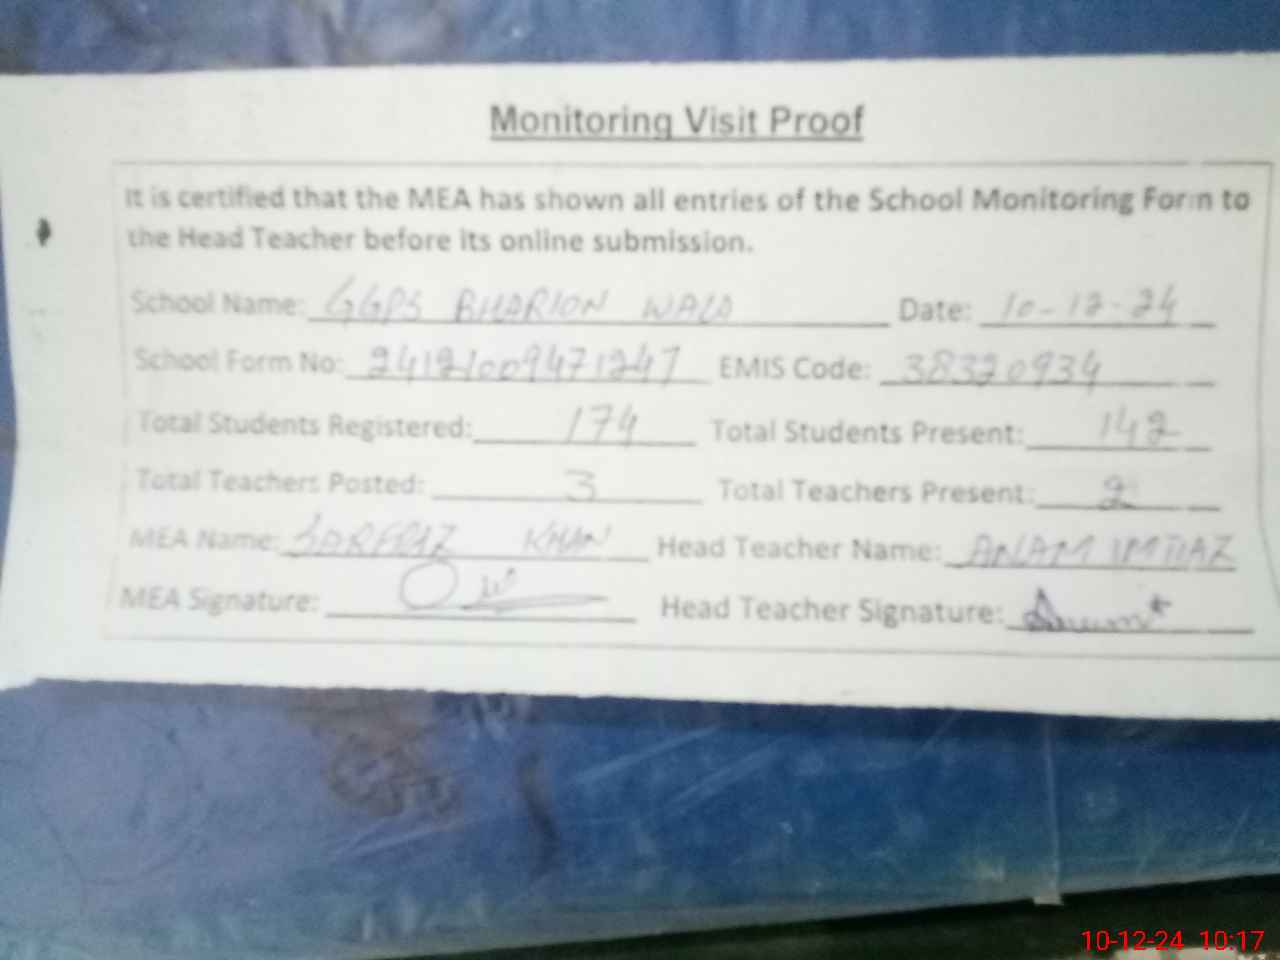 Monitoring Visit Proof
It is certified that the MEA has shown all entries of the School Monitoring Form to
the Head Teacher before its online submission.
School Name: GGPS BHARION WALA Date: 10-12-24
School Form No: 24121009471247 EMIS Code: 38320934
Total Students Registered: 174 Total Students Present: 142
Total Teachers Posted: 3 Total Teachers Present: 2
MEA Name: SARFRAZ KHAN Head Teacher Name: ANAM IMTIAZ
MEA Signature: Head Teacher Signature:
10-12-24 10:17